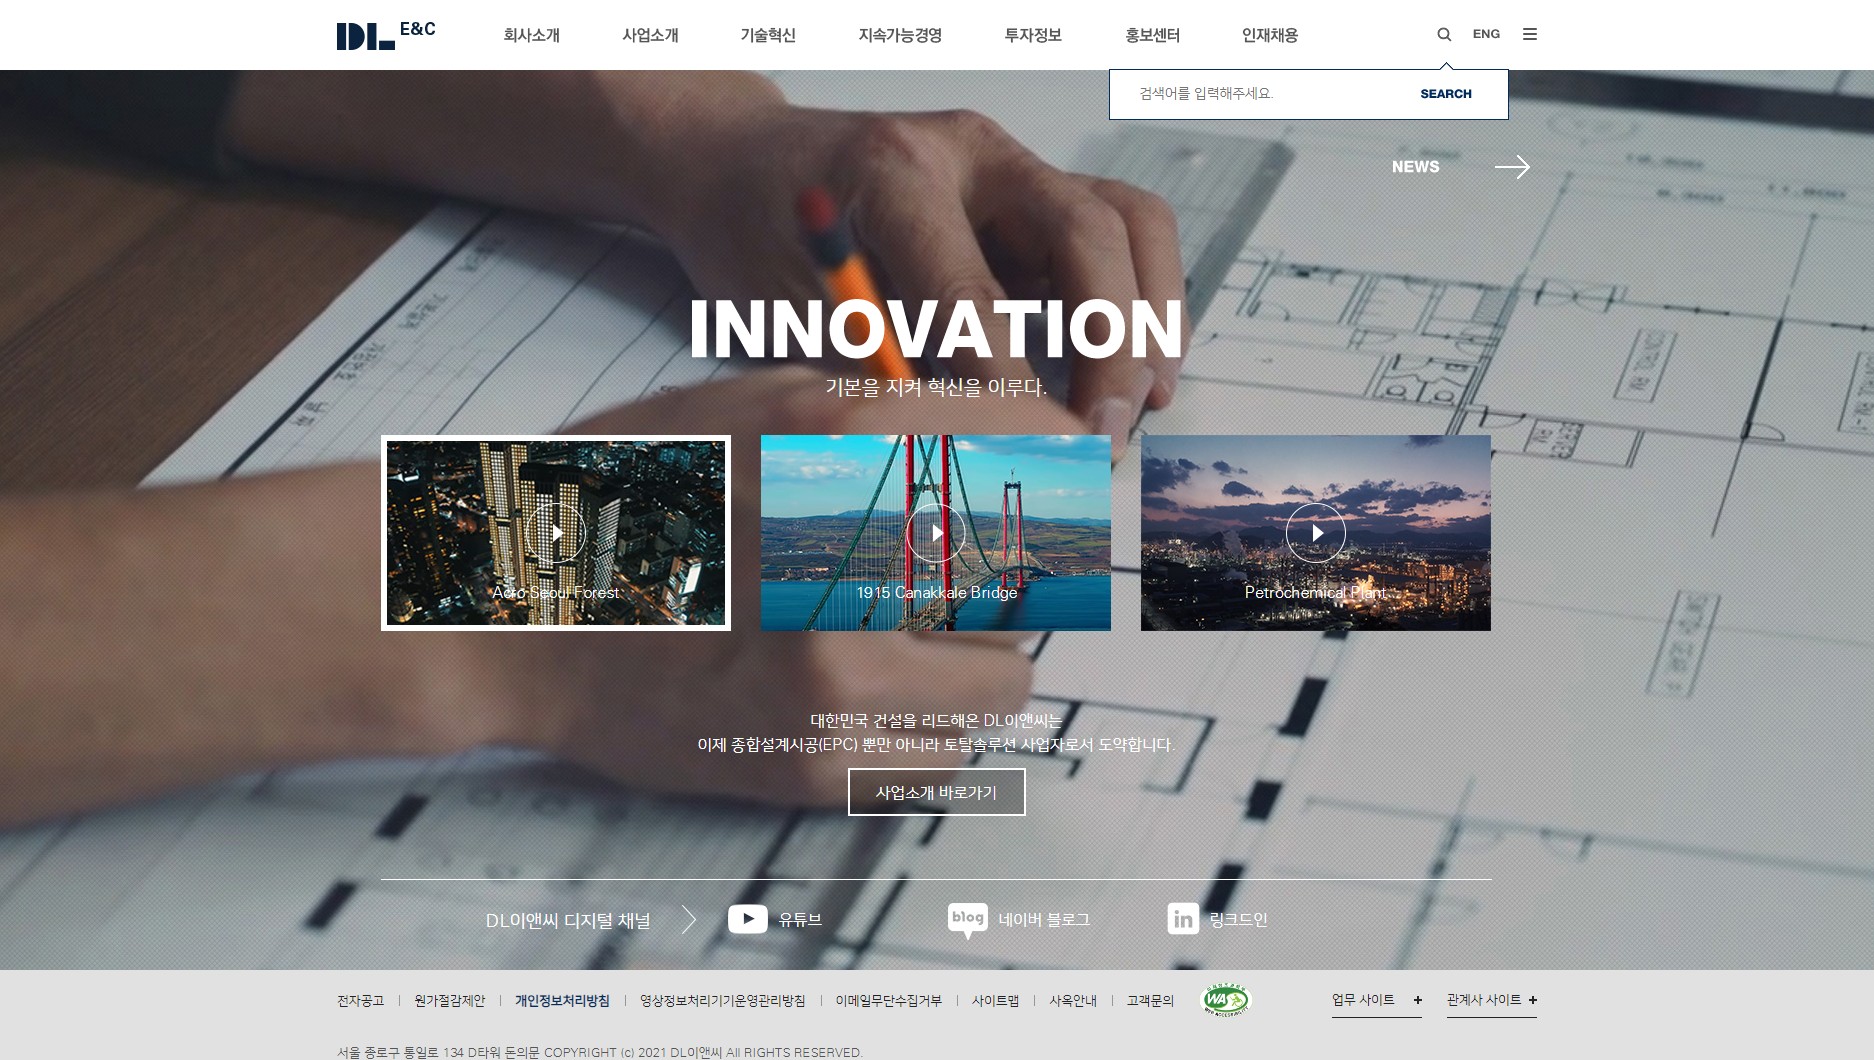 DL E&C
회사소개 사업소개 기술혁신 지속가능경영 투자정보 홍보센터 인재채용 ENG
검색어를 입력해주세요. SEARCH
NEWS
INNOVATION
기본을 지켜 혁신을 이루다.
Acro Seoul Forest
1915 Canakkale Bridge
Petrochemical Plant
대한민국 건설을 리드해온 DL이앤씨는
이제 종합설계시공(EPC) 뿐만 아니라 토탈솔루션 사업자로서 도약합니다.
사업소개 바로가기
DL이앤씨 디지털 채널 유튜브 blog 네이버 블로그 in 링크드인
전자공고 원가절감제안 개인정보처리방침 영상정보처리기기운영관리방침 이메일무단수집거부 사이트맵 사옥안내 고객문의 WA 업무 사이트 + 관계사 사이트 +
서울 종로구 통일로 134 D타워 돈의문 COPYRIGHT (c) 2021 DL이앤씨 All RIGHTS RESERVED.